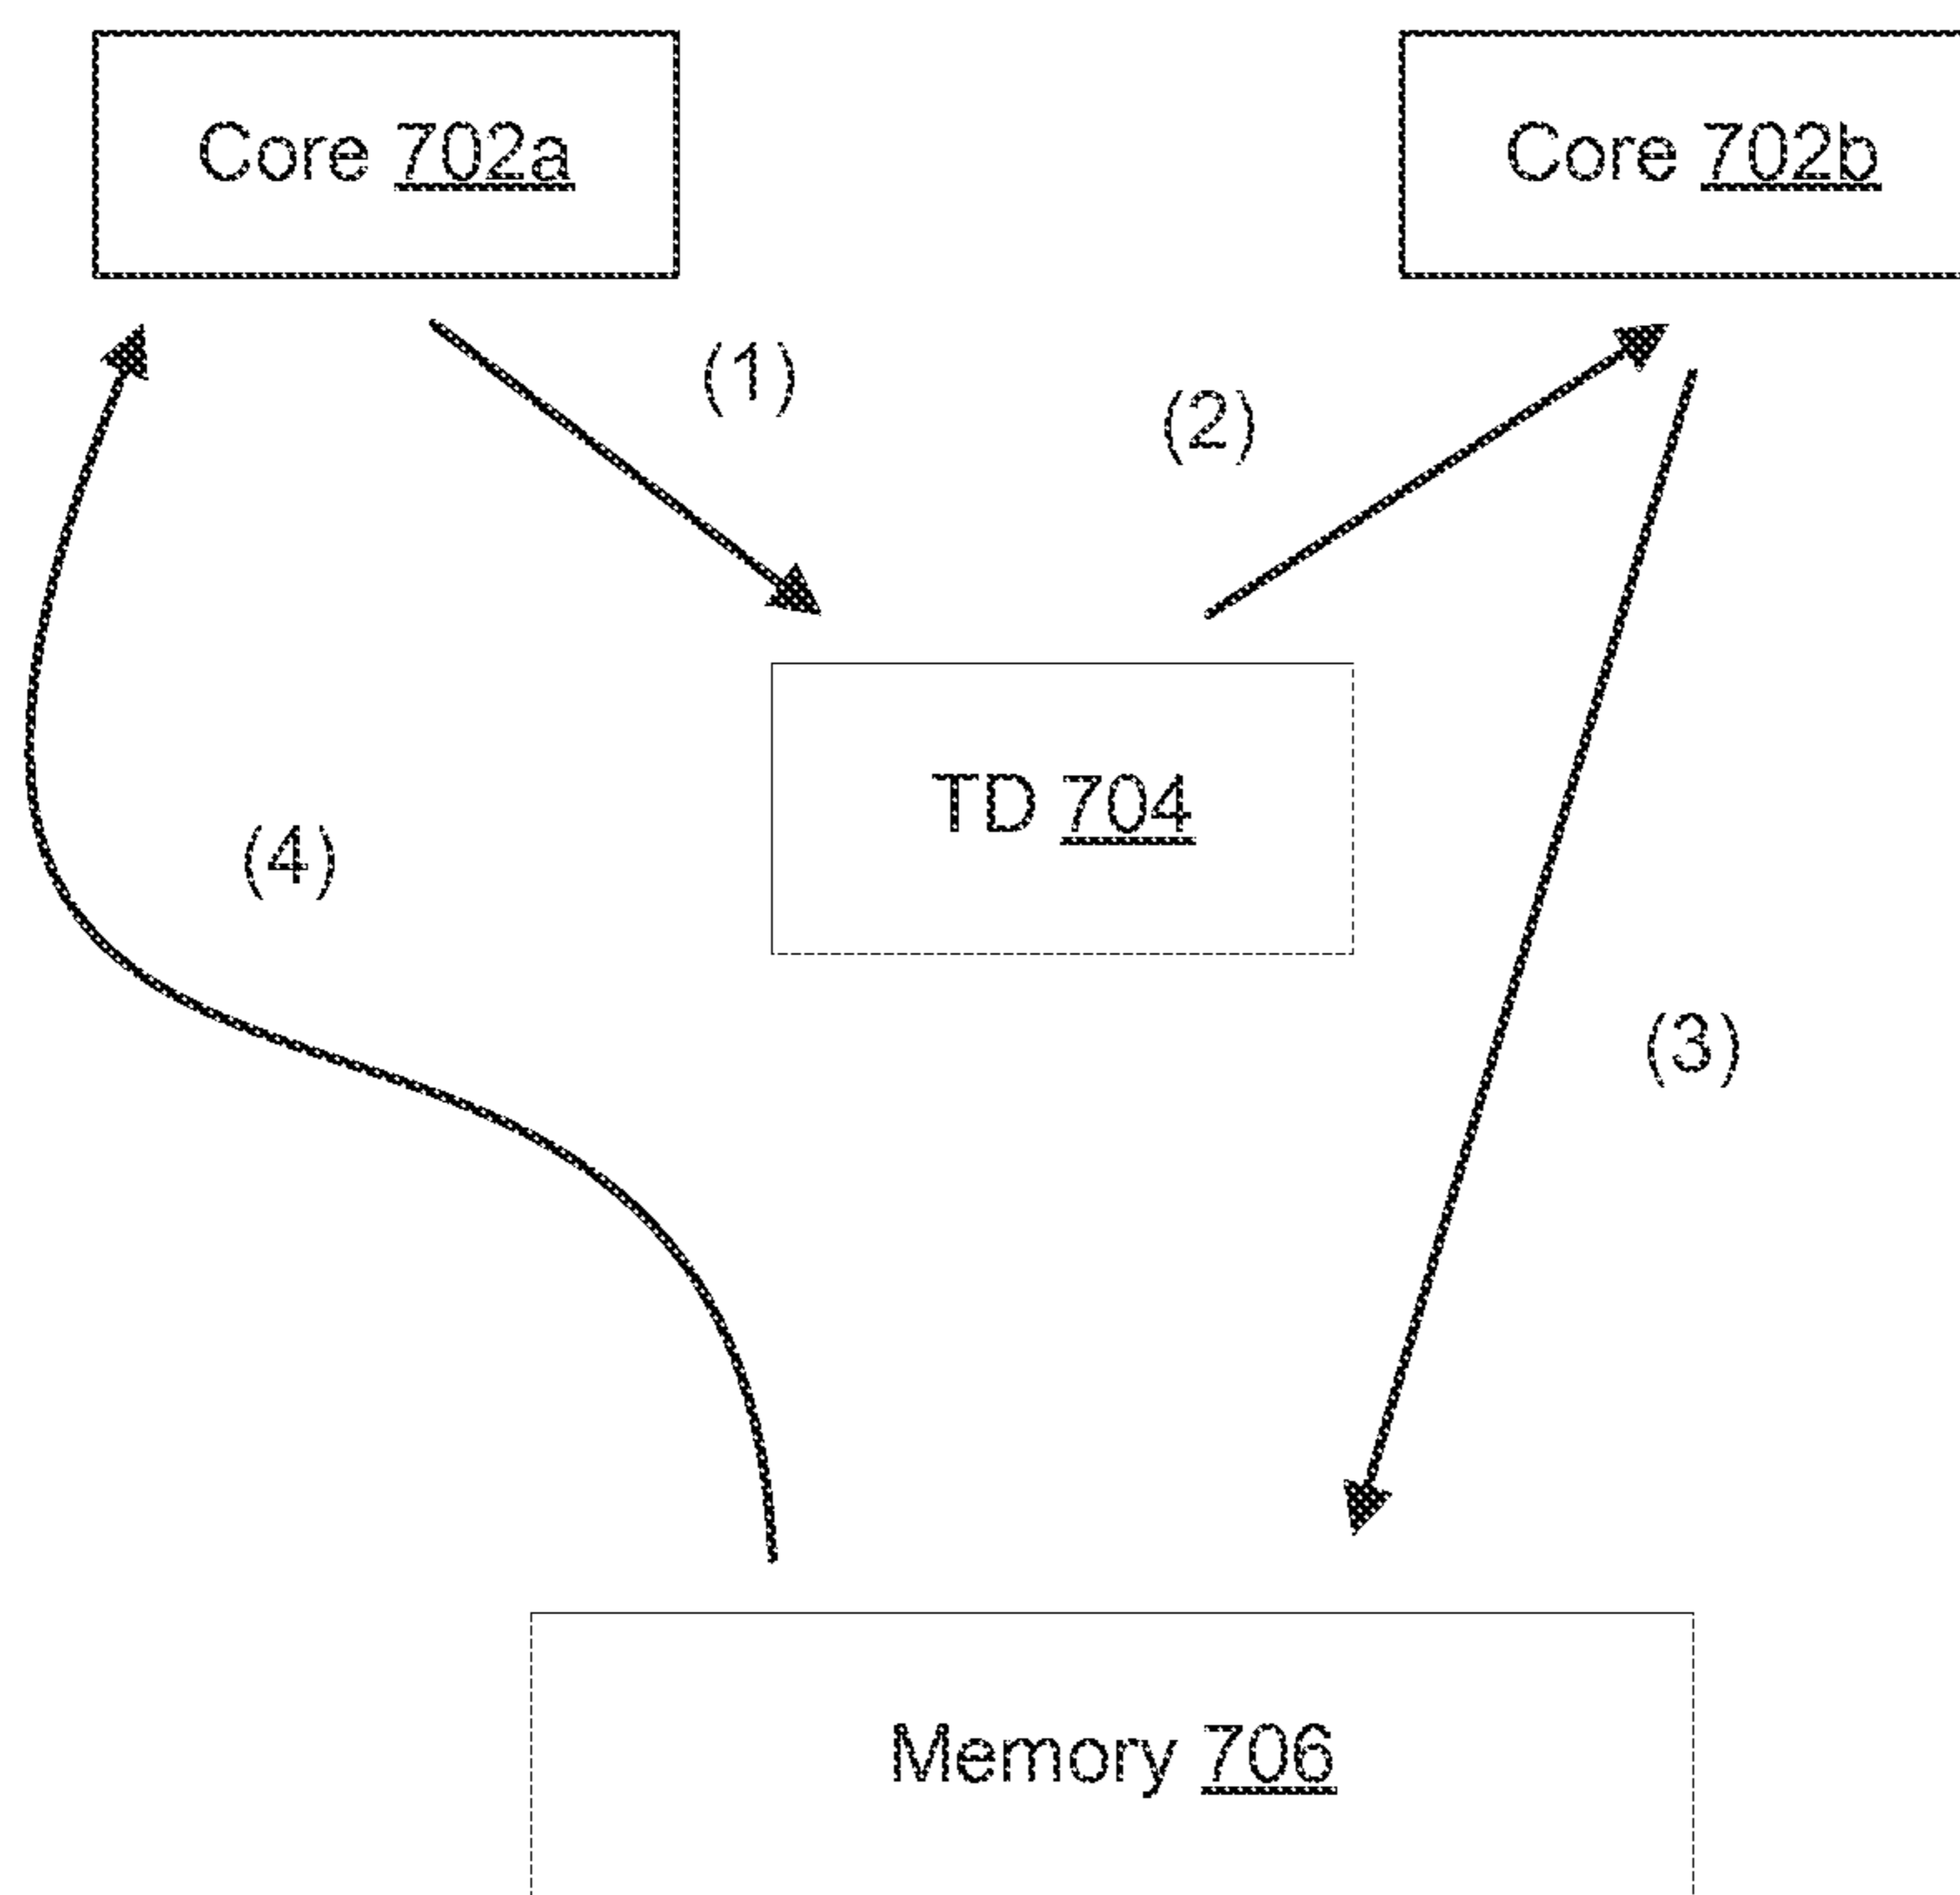 Core 702a
Core 702b
(1)
(2)
TD 704
(4)
(3)
Memory 706